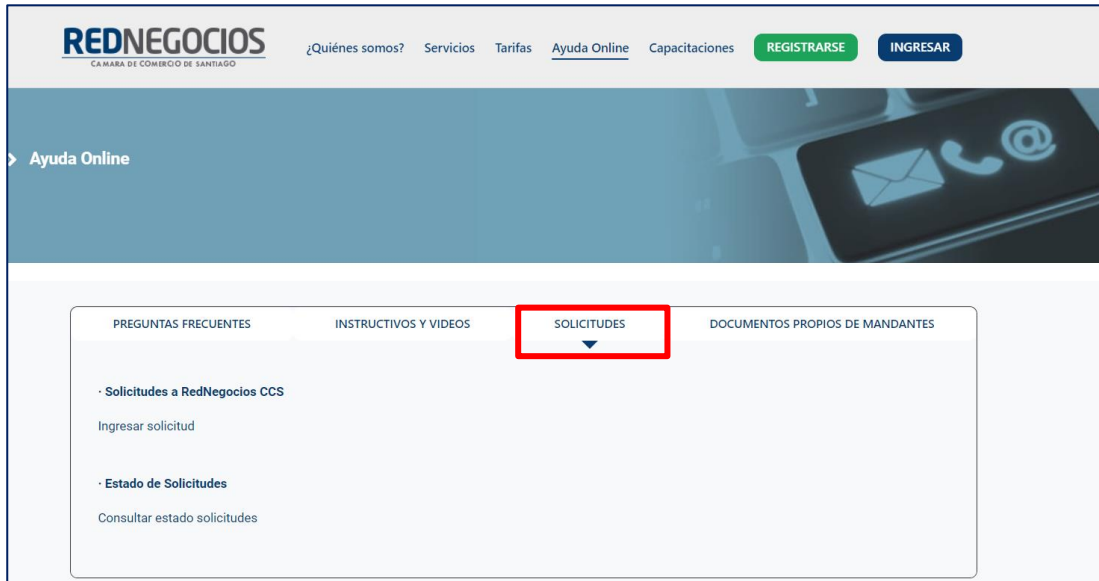 REDNEGOCIOS
CAMARA DE COMERCIO DE SANTIAGO
¿Quiénes somos? Servicios Tarifas Ayuda Online Capacitaciones REGISTRARSE INGRESAR
Ayuda Online
PREGUNTAS FRECUENTES INSTRUCTIVOS Y VIDEOS SOLICITUDES DOCUMENTOS PROPIOS DE MANDANTES
· Solicitudes a RedNegocios CCS
Ingresar solicitud
· Estado de Solicitudes
Consultar estado solicitudes